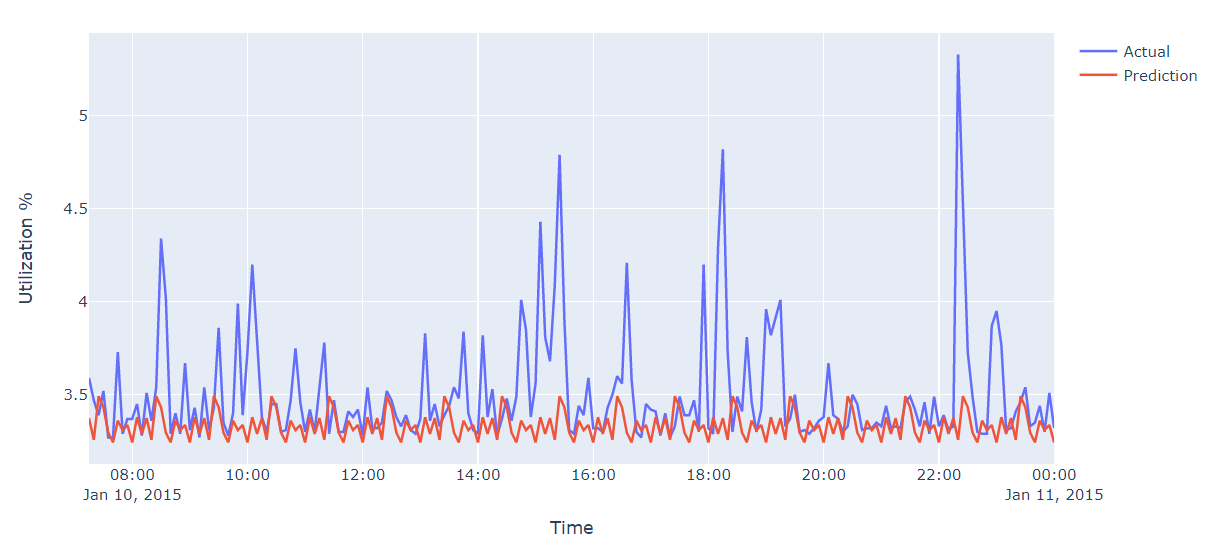 Actual
Prediction
Utilization %
5
4.5
4
3.5
08:00 10:00 12:00 14:00 16:00 18:00 20:00 22:00 00:00
Jan 10, 2015 Jan 11, 2015
Time